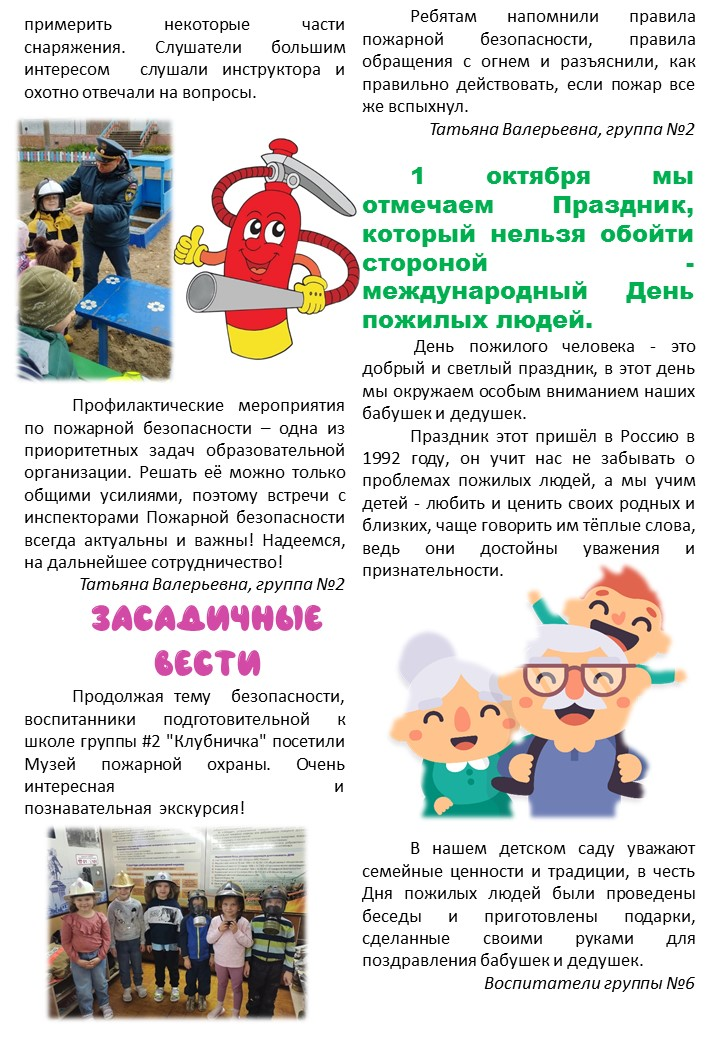 примерить некоторые части
снаряжения. Слушатели большим
интересом слушали инструктора и
охотно отвечали на вопросы.
Профилактические мероприятия
по пожарной безопасности – одна из
приоритетных задач образовательной
организации. Решать её можно только
общими усилиями, поэтому встречи с
инспекторами Пожарной безопасности
всегда актуальны и важны! Надеемся,
на дальнейшее сотрудничество!
Татьяна Валерьевна, группа №2
ЗАСАДИЧНЫЕ
ВЕСТИ
Продолжая тему безопасности,
воспитанники подготовительной к
школе группы #2 "Клубничка" посетили
Музей пожарной охраны. Очень
интересная и
познавательная экскурсия!
Ребятам напомнили правила
пожарной безопасности, правила
обращения с огнем и разъяснили, как
правильно действовать, если пожар все
же вспыхнул.
Татьяна Валерьевна, группа №2
1 октября мы
отмечаем Праздник,
который нельзя обойти
стороной -
международный День
пожилых людей.
День пожилого человека - это
добрый и светлый праздник, в этот день
мы окружаем особым вниманием наших
бабушек и дедушек.
Праздник этот пришёл в Россию в
1992 году, он учит нас не забывать о
проблемах пожилых людей, а мы учим
детей - любить и ценить своих родных и
близких, чаще говорить им тёплые слова,
ведь они достойны уважения и
признательности.
В нашем детском саду уважают
семейные ценности и традиции, в честь
Дня пожилых людей были проведены
беседы и приготовлены подарки,
сделанные своими руками для
поздравления бабушек и дедушек.
Воспитатели группы №6